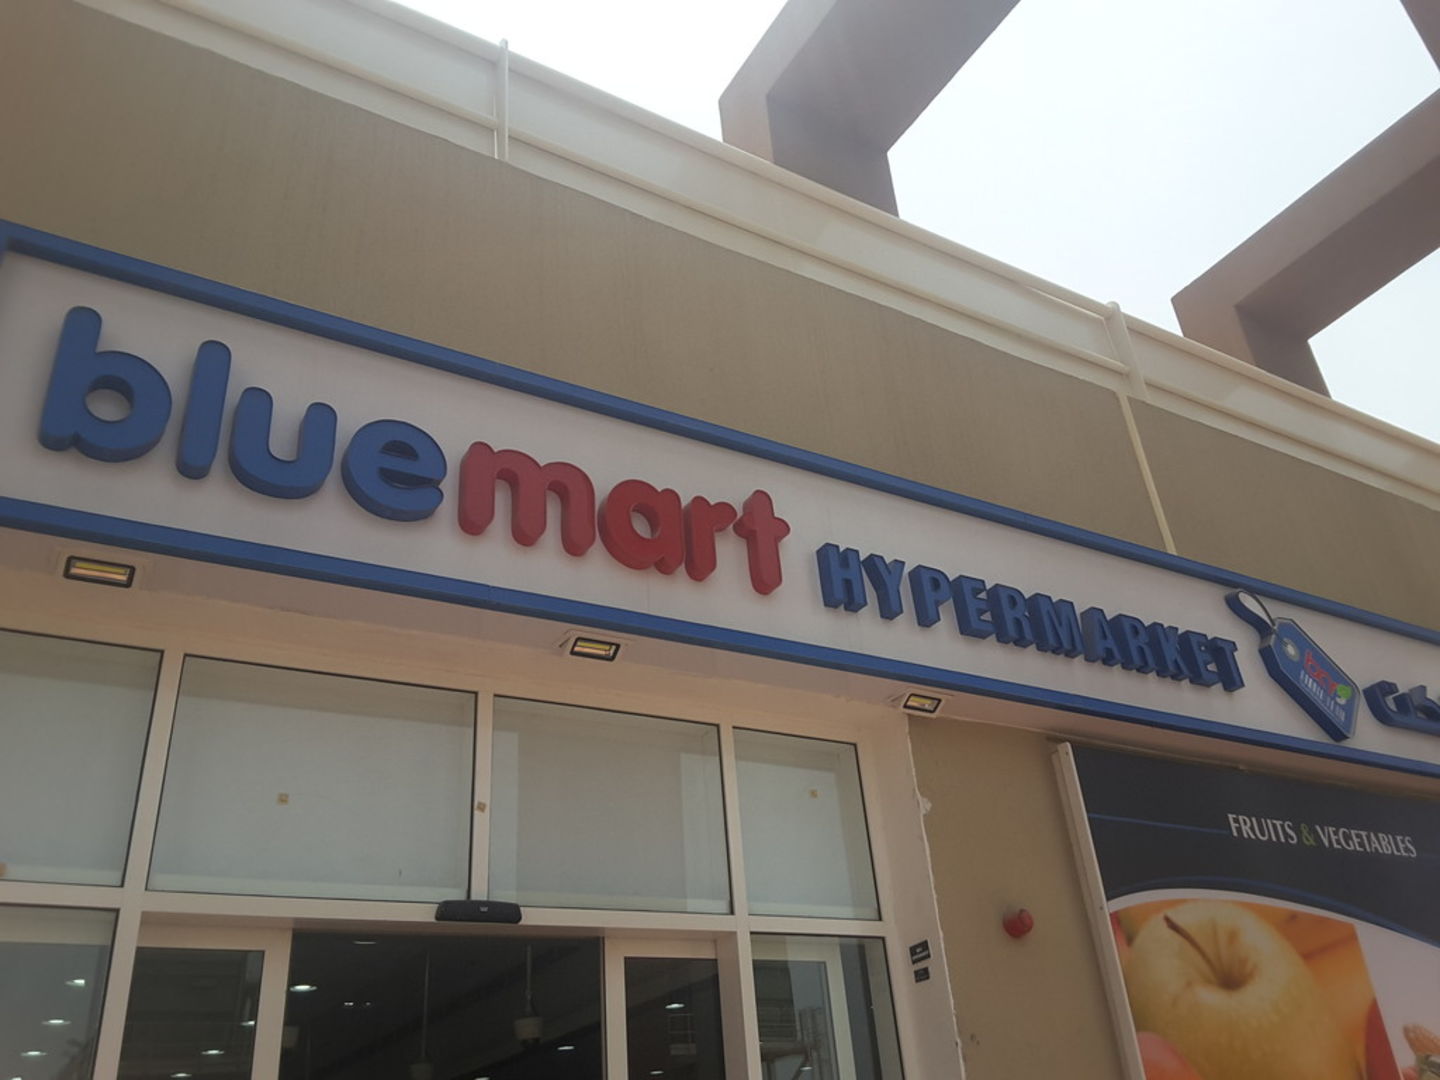 bluemart HYPERMARKET
FRUITS & VEGETABLES